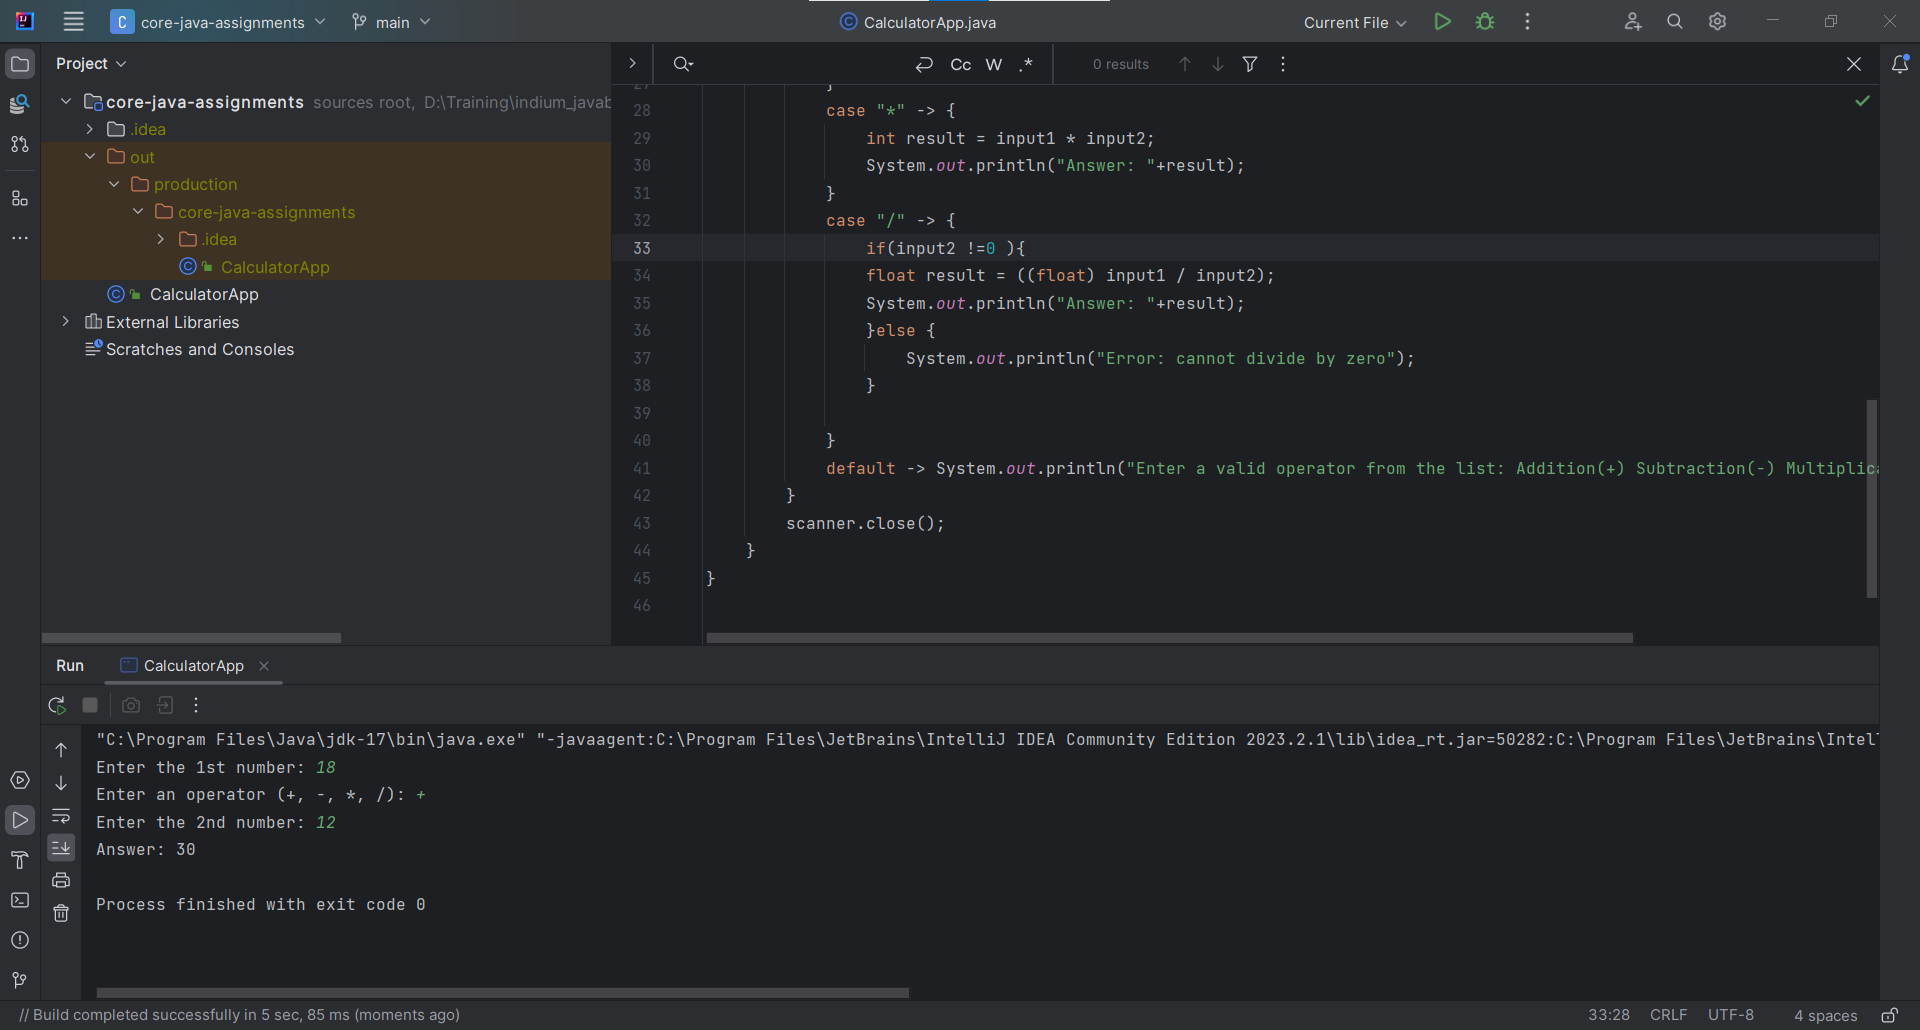 C core-java-assignments main CalculatorApp.java Current File
Project
core-java-assignments sources root, D:\Training\indium_javab
.idea
out
production
core-java-assignments
.idea
CalculatorApp
CalculatorApp
External Libraries
Scratches and Consoles
Cc W .* 0 results
27 }
28 case "*" -> {
29 int result = input1 * input2;
30 System.out.println("Answer: "+result);
31 }
32 case "/" -> {
33 if(input2 !=0 ){
34 float result = ((float) input1 / input2);
35 System.out.println("Answer: "+result);
36 }else {
37 System.out.println("Error: cannot divide by zero");
38 }
39
40 }
41 default -> System.out.println("Enter a valid operator from the list: Addition(+) Subtraction(-) Multiplic
42 }
43 scanner.close();
44 }
45 }
46
Run CalculatorApp
"C:\Program Files\Java\jdk-17\bin\java.exe" "-javaagent:C:\Program Files\JetBrains\IntelliJ IDEA Community Edition 2023.2.1\lib\idea_rt.jar=50282:C:\Program Files\JetBrains\Intel
Enter the 1st number: 18
Enter an operator (+, -, *, /): +
Enter the 2nd number: 12
Answer: 30
Process finished with exit code 0
// Build completed successfully in 5 sec, 85 ms (moments ago) 33:28 CRLF UTF-8 4 spaces